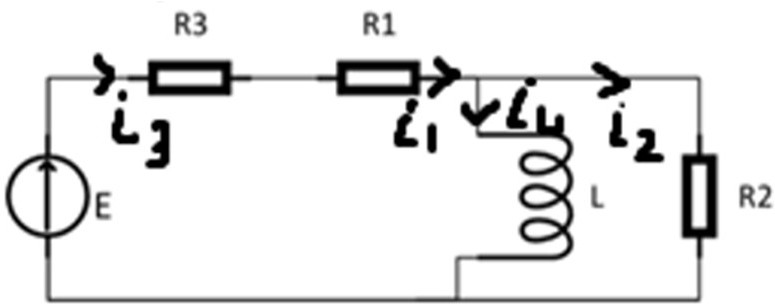 R3 R1
i3 i1 iL i2
E L R2